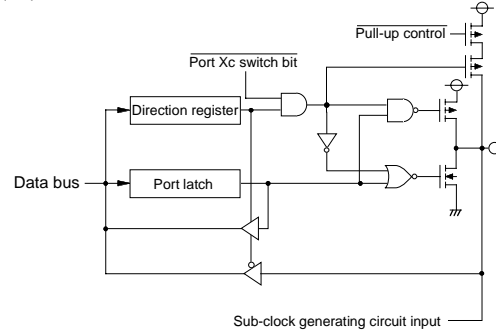 Pull-up control
Port Xc switch bit
Direction register
Data bus
Port latch
Sub-clock generating circuit input